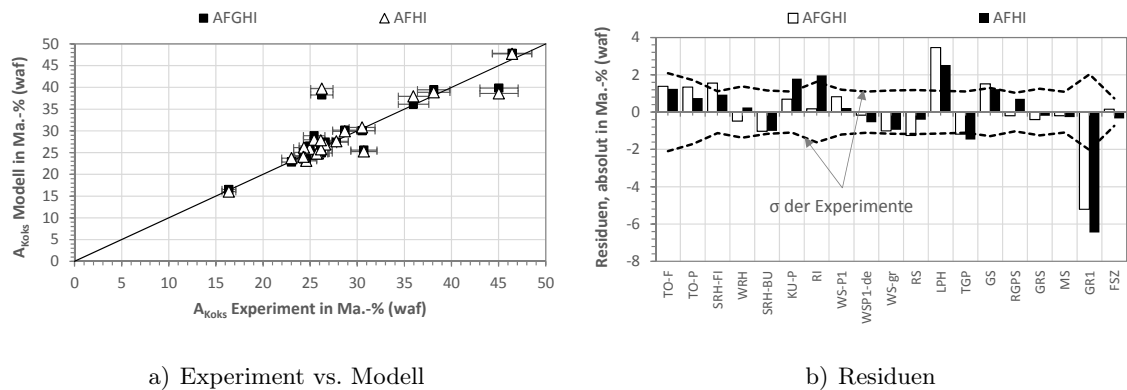 AFGHI AFHI
50
45
40
35
30
25
20
15
10
5
0
A_Koks Modell in Ma.-% (waf)
0 5 10 15 20 25 30 35 40 45 50
A_Koks Experiment in Ma.-% (waf)
a) Experiment vs. Modell
AFGHI AFHI
4
2
0
-2
-4
-6
-8
Residuen, absolut in Ma.-% (waf)
σ der Experimente
TO-F
TO-P
SRH-FI
WRH
SRH-BU
KU-P
RI
WS-P1
WSP1-de
WS-gr
RS
LPH
TGP
GS
RGPS
GRS
MS
GR1
FSZ
b) Residuen